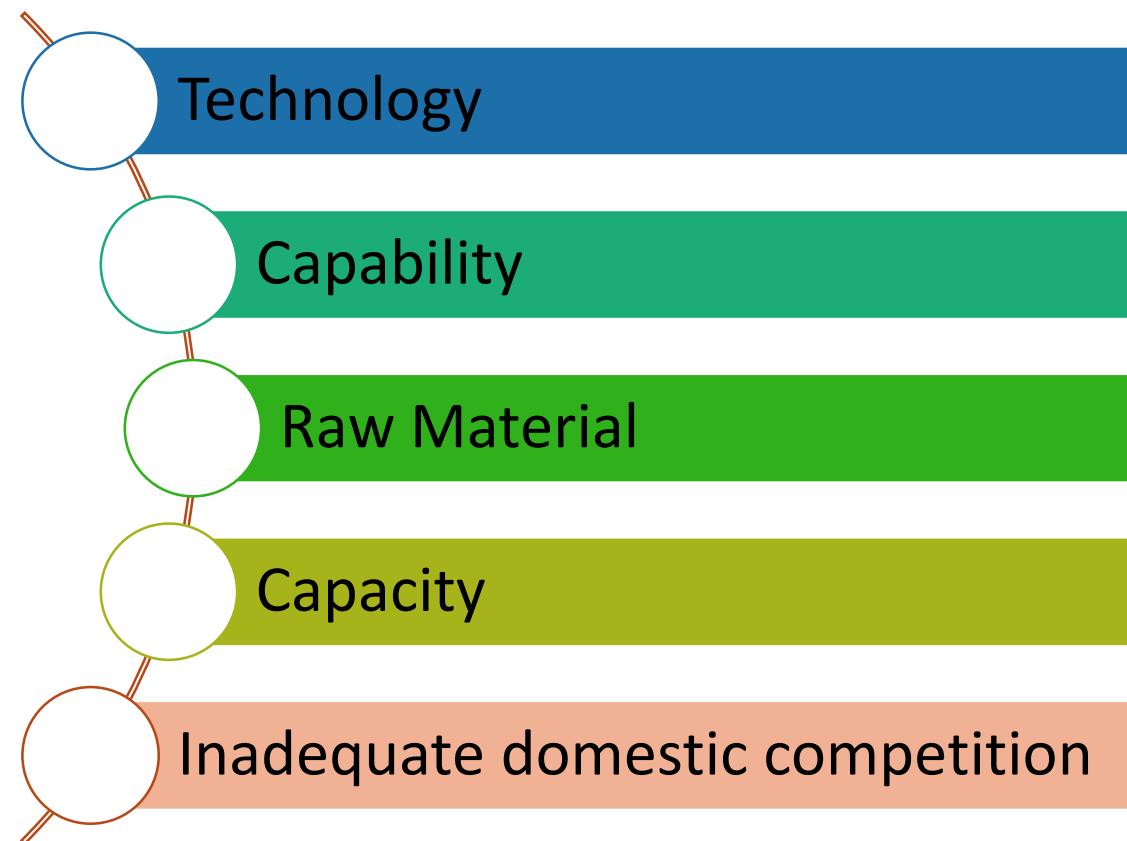 Technology
Capability
Raw Material
Capacity
Inadequate domestic competition